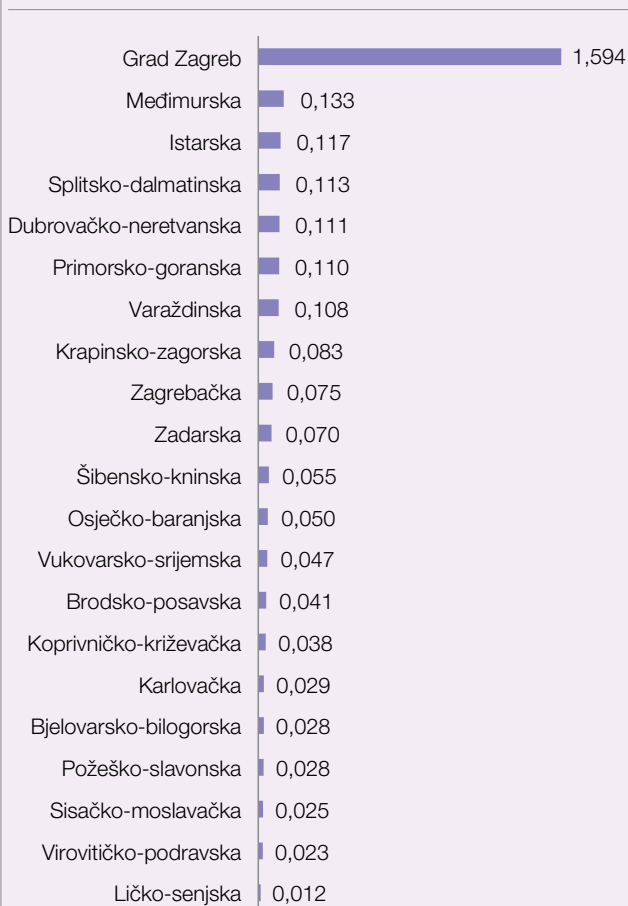 Grad Zagreb 1,594
Međimurska 0,133
Istarska 0,117
Splitsko-dalmatinska 0,113
Dubrovačko-neretvanska 0,111
Primorsko-goranska 0,110
Varaždinska 0,108
Krapinsko-zagorska 0,083
Zagrebačka 0,075
Zadarska 0,070
Šibensko-kninska 0,055
Osječko-baranjska 0,050
Vukovarsko-srijemska 0,047
Brodsko-posavska 0,041
Koprivničko-križevačka 0,038
Karlovačka 0,029
Bjelovarsko-bilogorska 0,028
Požeško-slavonska 0,028
Sisačko-moslavačka 0,025
Virovitičko-podravska 0,023
Ličko-senjska 0,012